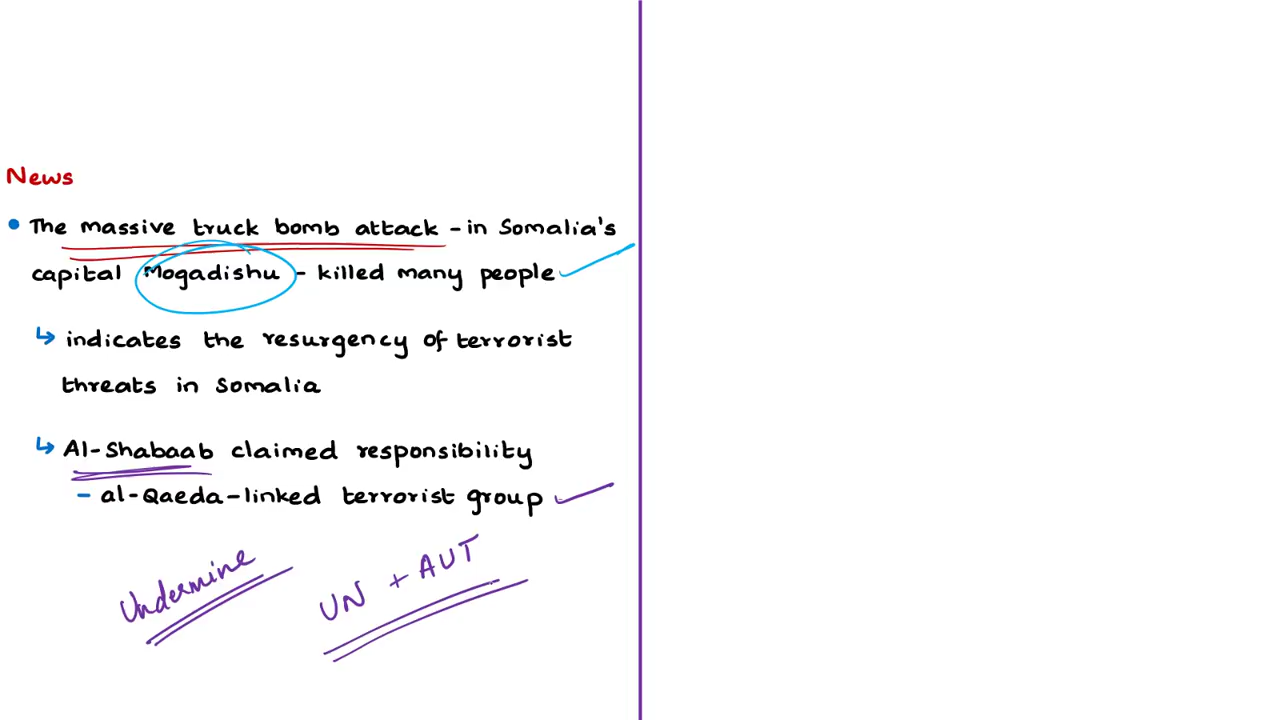 News
• The massive truck bomb attack - in Somalia's
capital Mogadishu - killed many people
↳ indicates the resurgency of terrorist
threats in Somalia
↳ Al-Shabaab claimed responsibility
- al-Qaeda-linked terrorist group
Undermine
UN + AUT